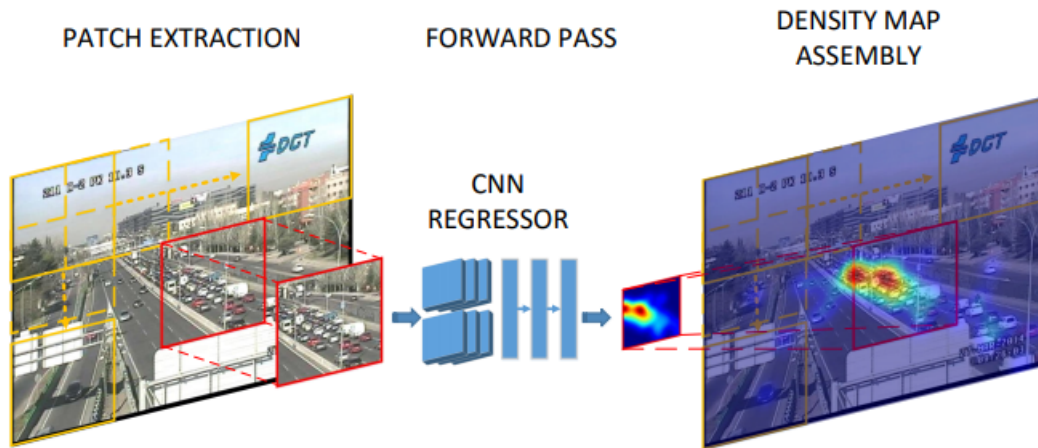 PATCH EXTRACTION
FORWARD PASS
DENSITY MAP
ASSEMBLY
DGT
DGT
CNN
REGRESSOR